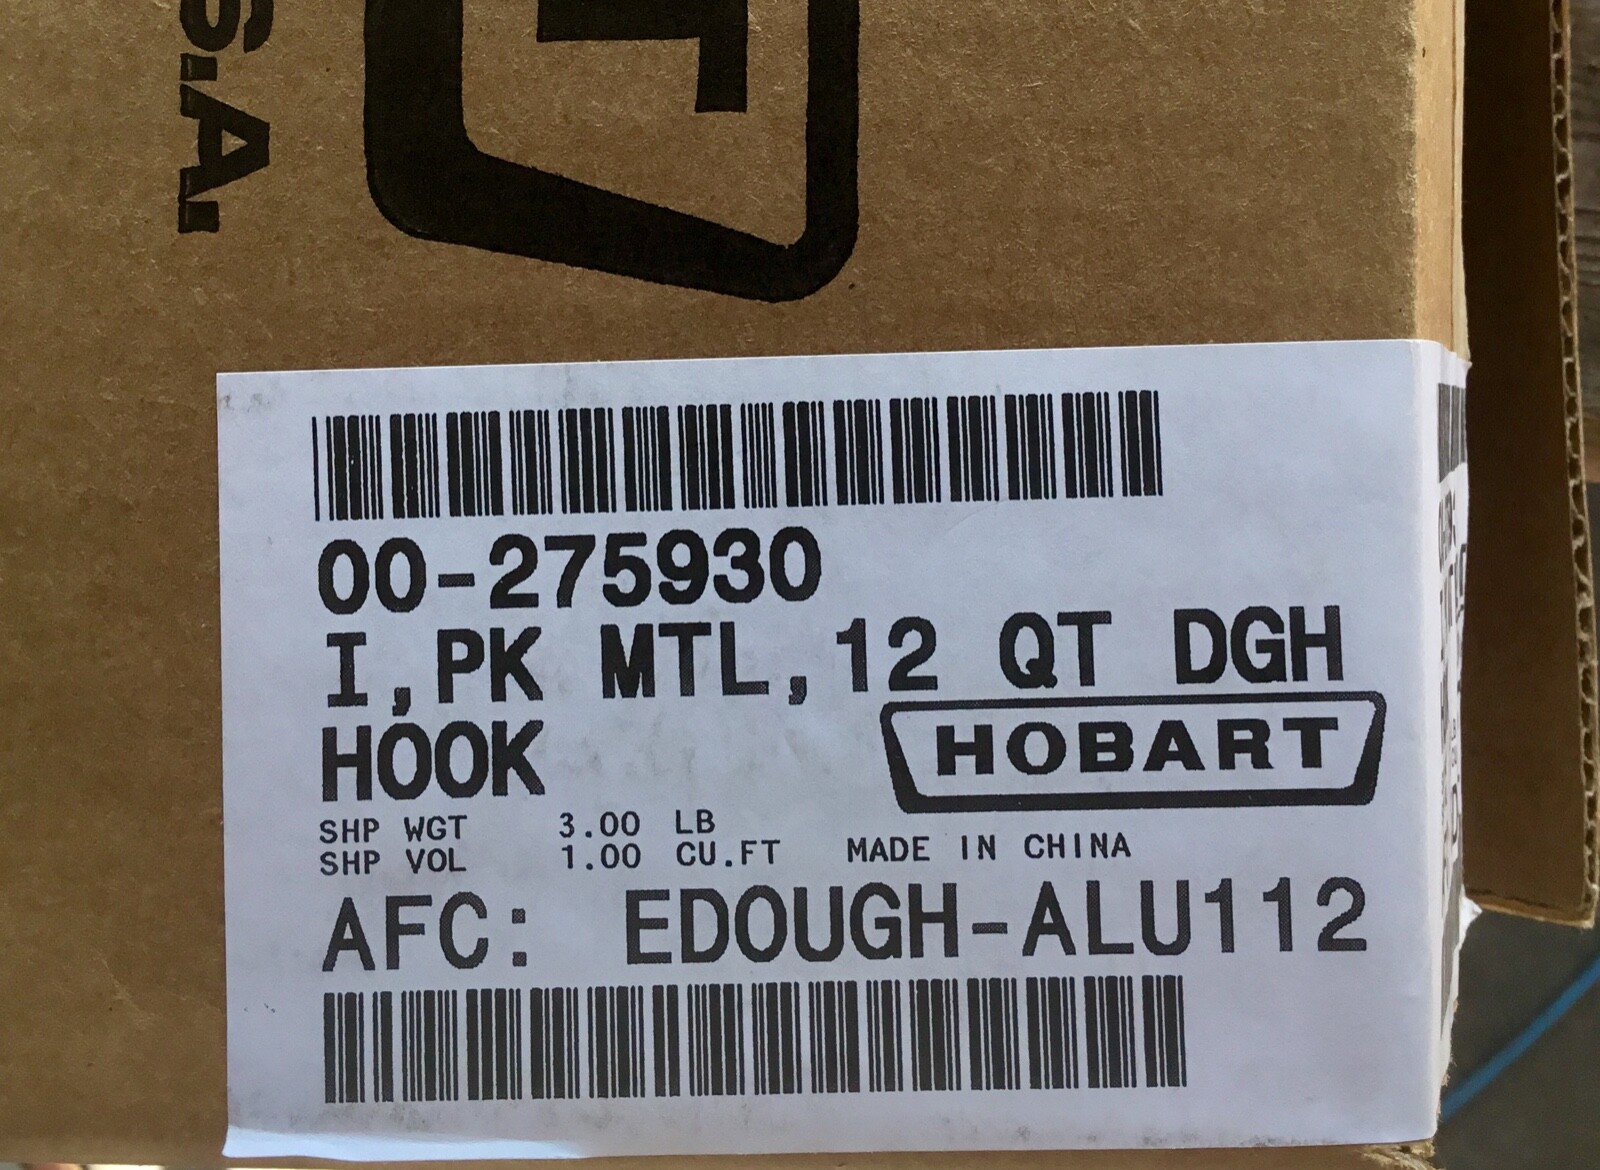 S.A.
T
00-275930
I,PK MTL,12 QT DGH
HOOK
HOBART
SHP WGT 3.00 LB
SHP VOL 1.00 CU.FT MADE IN CHINA
AFC: EDOUGH-ALU112